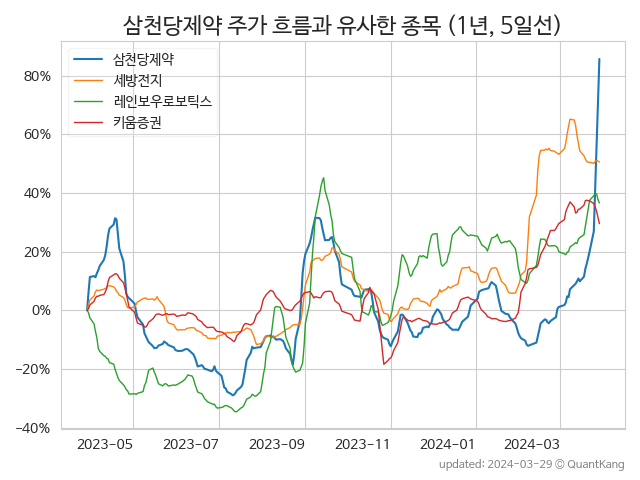 삼천당제약 주가 흐름과 유사한 종목 (1년, 5일선)
삼천당제약
세방전지
레인보우로보틱스
키움증권
80%
60%
40%
20%
0%
−20%
−40%
2023-05 2023-07 2023-09 2023-11 2024-01 2024-03
updated: 2024-03-29 © QuantKang